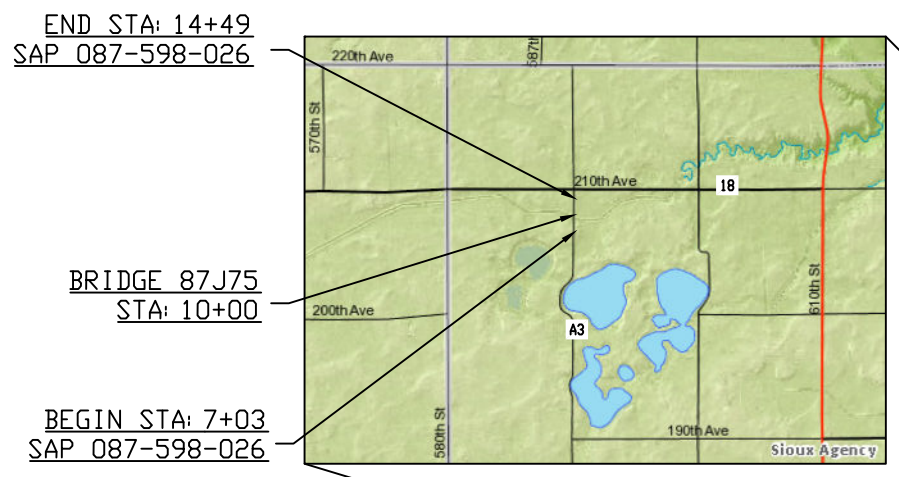 END STA: 14+49
SAP 087-598-026
220th Ave
587th
570th St
210th Ave
18
BRIDGE 87J75
STA: 10+00
200th Ave
A3
610th St
BEGIN STA: 7+03
SAP 087-598-026
580th St
190th Ave
Sioux Agency